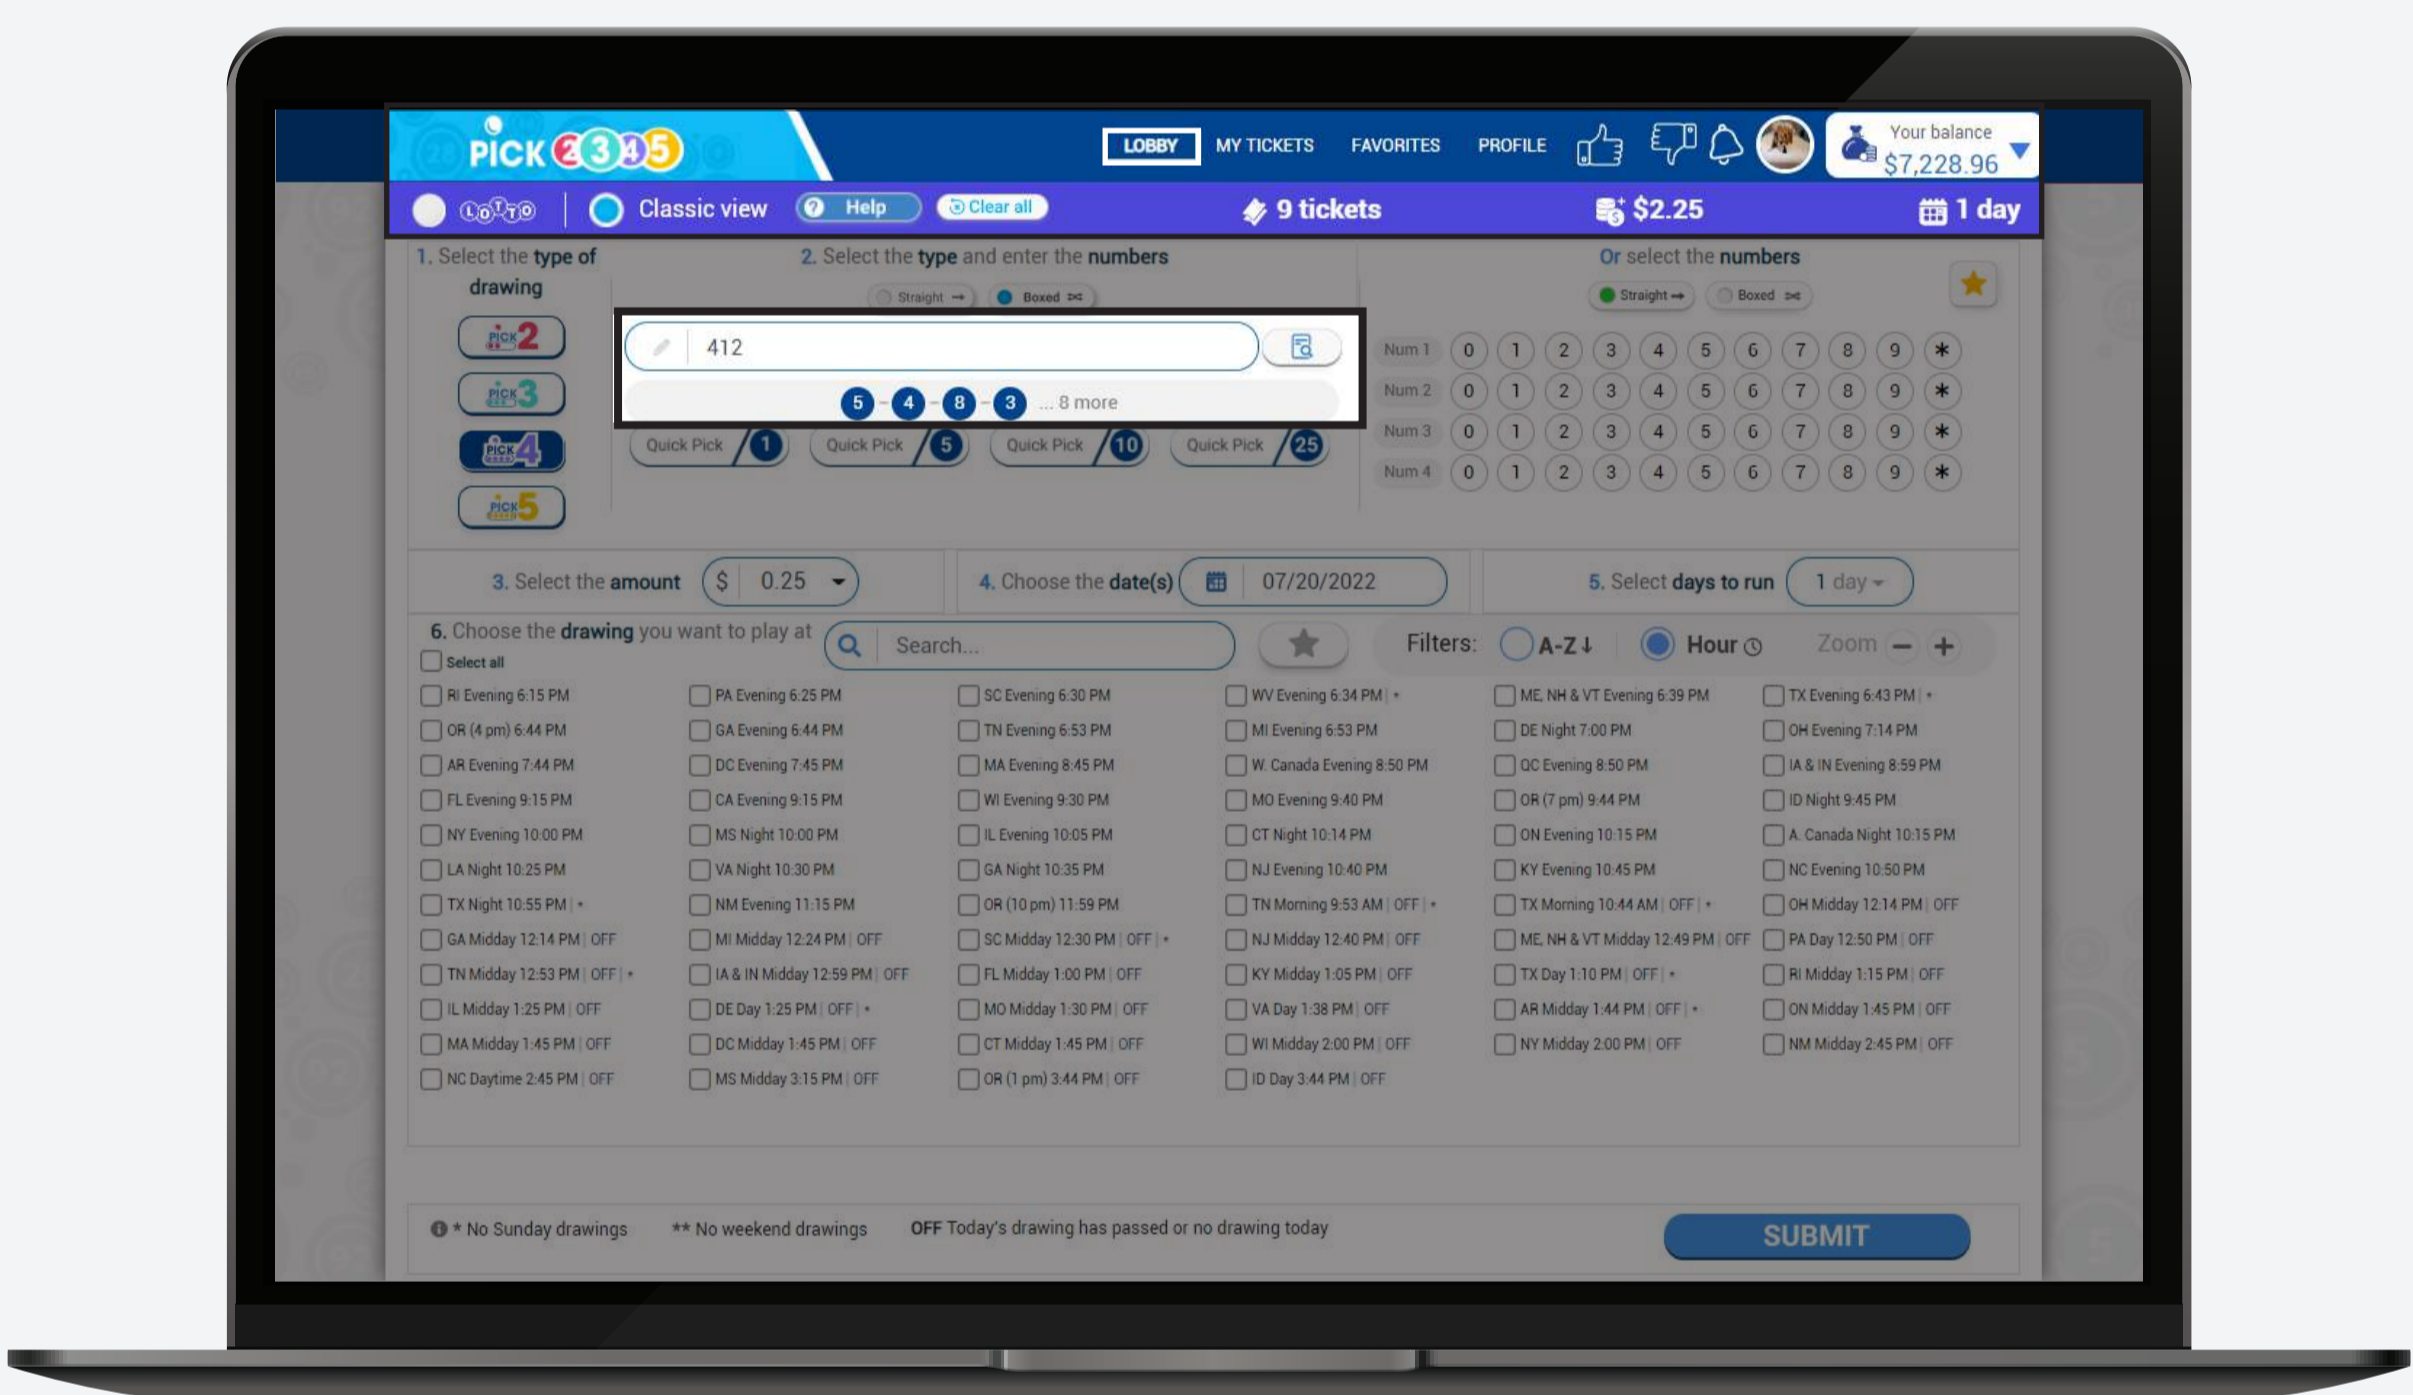 PICK 2345
LOBBY MY TICKETS FAVORITES PROFILE
Your balance
$7,228.96
LOTTO Classic view ? Help Clear all 9 tickets $2.25 1 day
1. Select the type of
drawing
PICK2
PICK3
PICK4
PICK5
2. Select the type and enter the numbers
Straight → Boxed
412
5 - 4 - 8 - 3 ... 8 more
Quick Pick / 1 Quick Pick / 5 Quick Pick / 10 Quick Pick / 25
Or select the numbers
Straight → Boxed
Num 1 0 1 2 3 4 5 6 7 8 9 *
Num 2 0 1 2 3 4 5 6 7 8 9 *
Num 3 0 1 2 3 4 5 6 7 8 9 *
Num 4 0 1 2 3 4 5 6 7 8 9 *
3. Select the amount $ 0.25 4. Choose the date(s) 07/20/2022 5. Select days to run 1 day
6. Choose the drawing you want to play at Search... Filters: A-Z↓ Hour Zoom − +
Select all
RI Evening 6:15 PM PA Evening 6:25 PM SC Evening 6:30 PM WV Evening 6:34 PM | * ME, NH & VT Evening 6:39 PM TX Evening 6:43 PM | *
OR (4 pm) 6:44 PM GA Evening 6:44 PM TN Evening 6:53 PM MI Evening 6:53 PM DE Night 7:00 PM OH Evening 7:14 PM
AR Evening 7:44 PM DC Evening 7:45 PM MA Evening 8:45 PM W. Canada Evening 8:50 PM QC Evening 8:50 PM IA & IN Evening 8:59 PM
FL Evening 9:15 PM CA Evening 9:15 PM WI Evening 9:30 PM MO Evening 9:40 PM OR (7 pm) 9:44 PM ID Night 9:45 PM
NY Evening 10:00 PM MS Night 10:00 PM IL Evening 10:05 PM CT Night 10:14 PM ON Evening 10:15 PM A. Canada Night 10:15 PM
LA Night 10:25 PM VA Night 10:30 PM GA Night 10:35 PM NJ Evening 10:40 PM KY Evening 10:45 PM NC Evening 10:50 PM
TX Night 10:55 PM | * NM Evening 11:15 PM OR (10 pm) 11:59 PM TN Morning 9:53 AM | OFF | * TX Morning 10:44 AM | OFF | * OH Midday 12:14 PM | OFF
GA Midday 12:14 PM | OFF MI Midday 12:24 PM | OFF SC Midday 12:30 PM | OFF | * NJ Midday 12:40 PM | OFF ME, NH & VT Midday 12:49 PM | OFF PA Day 12:50 PM | OFF
TN Midday 12:53 PM | OFF | * IA & IN Midday 12:59 PM | OFF FL Midday 1:00 PM | OFF KY Midday 1:05 PM | OFF TX Day 1:10 PM | OFF | * RI Midday 1:15 PM | OFF
IL Midday 1:25 PM | OFF DE Day 1:25 PM | OFF | * MO Midday 1:30 PM | OFF VA Day 1:38 PM | OFF AR Midday 1:44 PM | OFF | * ON Midday 1:45 PM | OFF
MA Midday 1:45 PM | OFF DC Midday 1:45 PM | OFF CT Midday 1:45 PM | OFF WI Midday 2:00 PM | OFF NY Midday 2:00 PM | OFF NM Midday 2:45 PM | OFF
NC Daytime 2:45 PM | OFF MS Midday 3:15 PM | OFF OR (1 pm) 3:44 PM | OFF ID Day 3:44 PM | OFF
* No Sunday drawings ** No weekend drawings OFF Today's drawing has passed or no drawing today SUBMIT